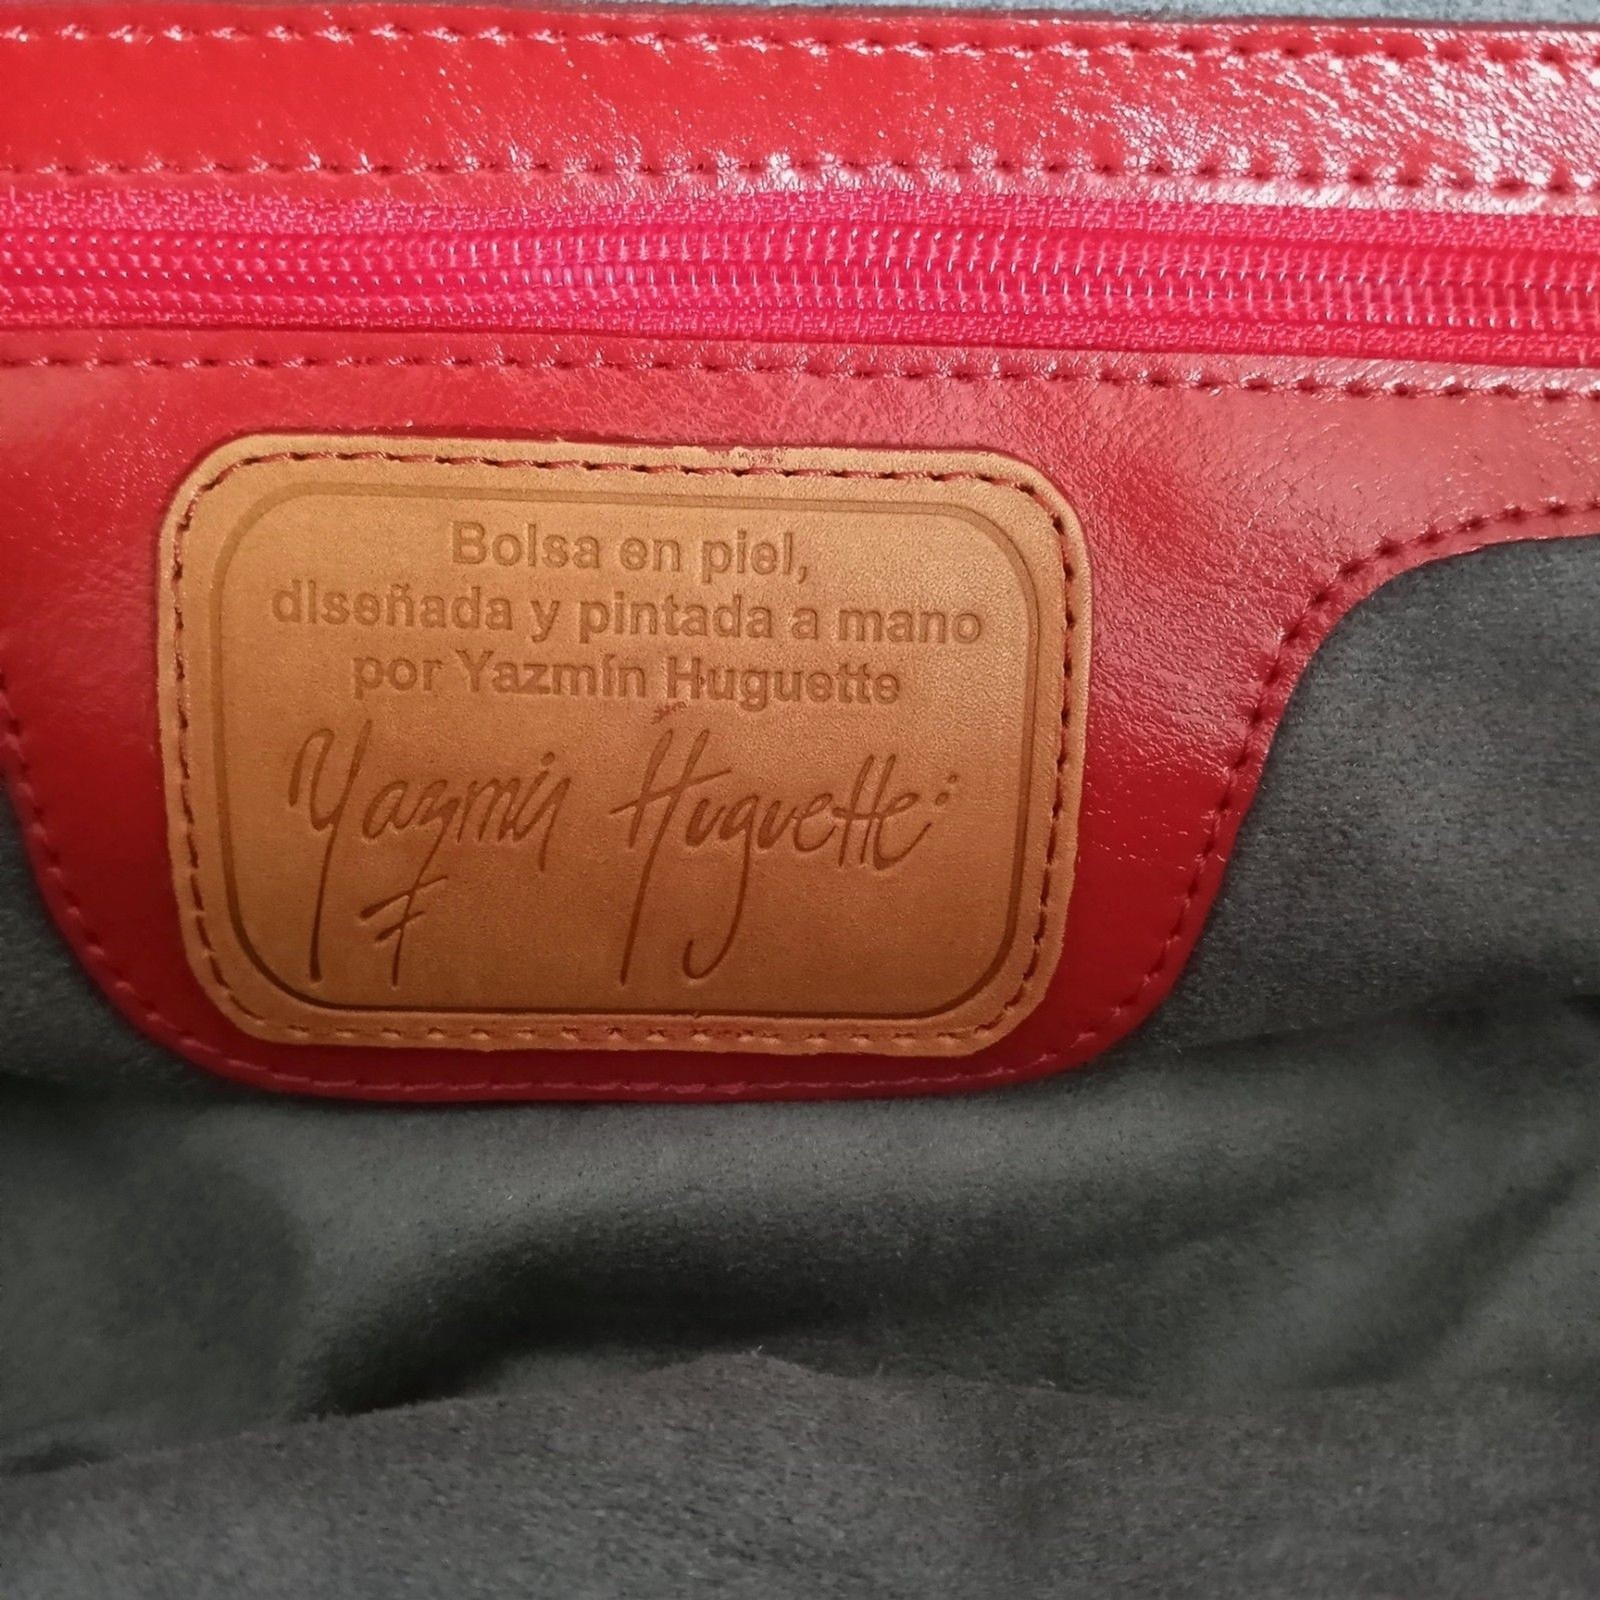 Bolsa en piel,
diseñada y pintada a mano
por Yazmín Huguette
Yazmín Huguette